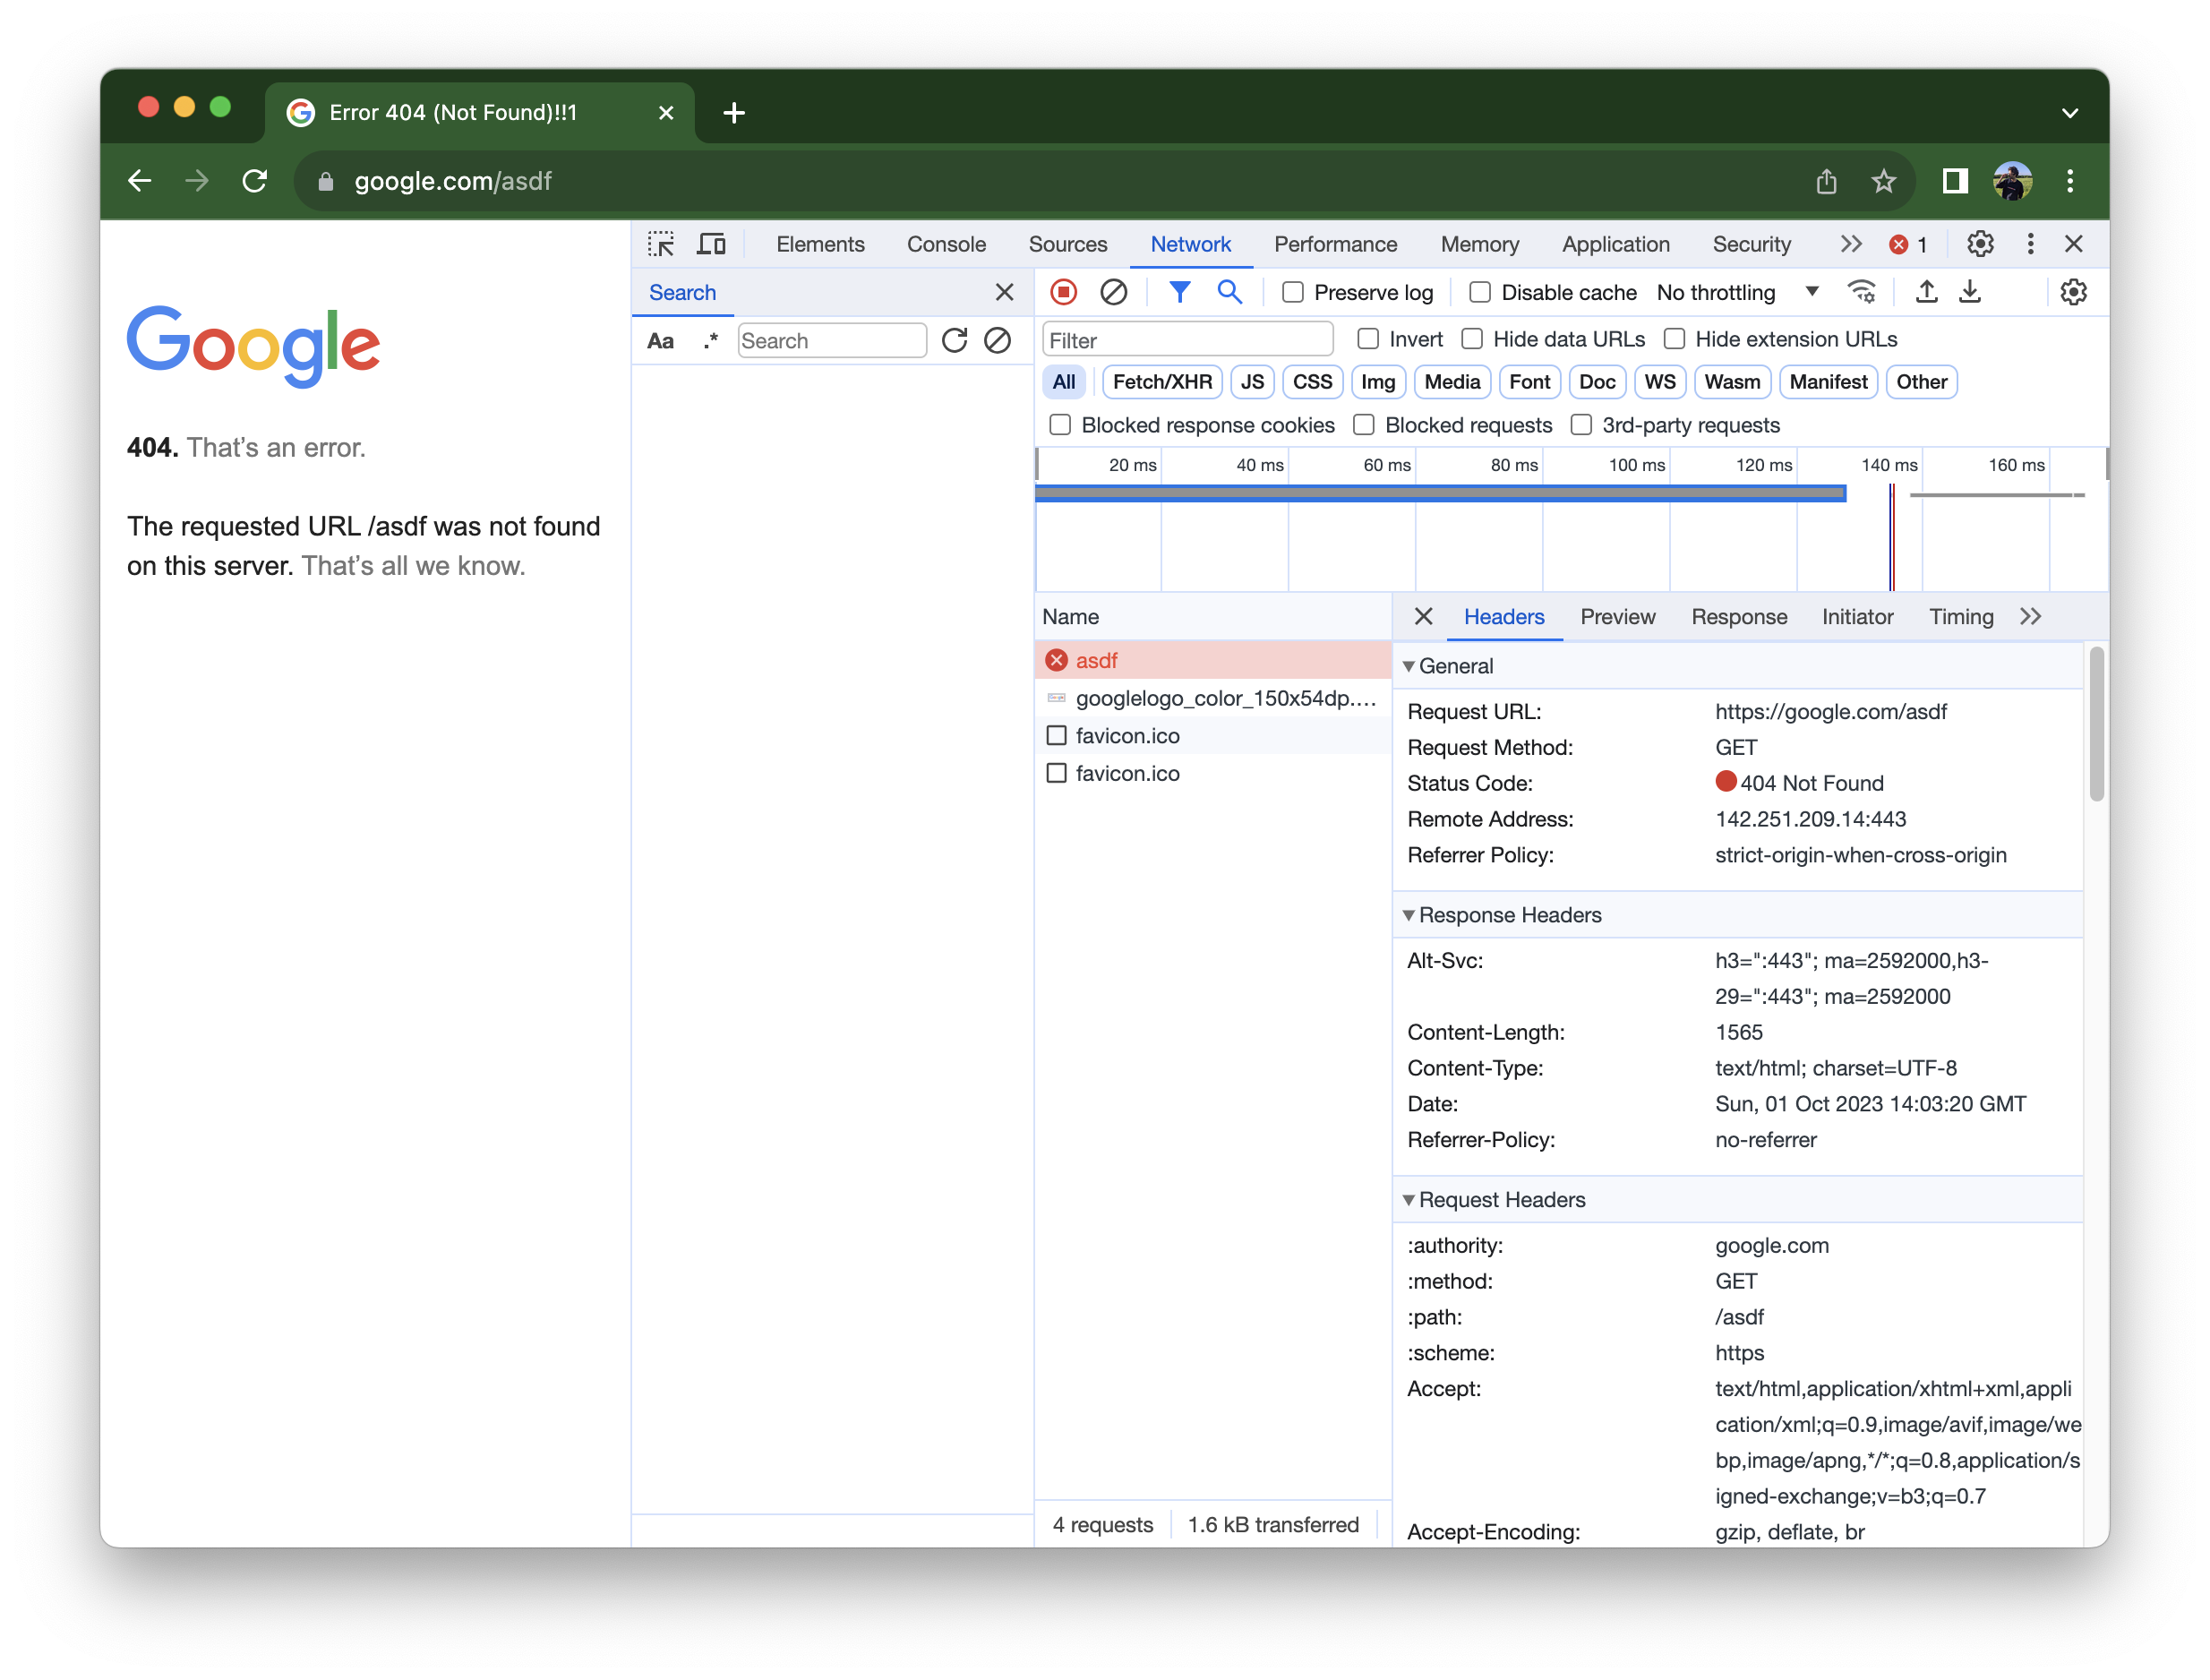 Error 404 (Not Found)!!1
google.com/asdf
Google
404. That’s an error.
The requested URL /asdf was not found
on this server. That’s all we know.
Elements Console Sources Network Performance Memory Application Security 1
Search
Aa .* Search
Preserve log Disable cache No throttling
Filter Invert Hide data URLs Hide extension URLs
All Fetch/XHR JS CSS Img Media Font Doc WS Wasm Manifest Other
Blocked response cookies Blocked requests 3rd-party requests
20 ms 40 ms 60 ms 80 ms 100 ms 120 ms 140 ms 160 ms
Name
asdf
googlelogo_color_150x54dp.…
favicon.ico
favicon.ico
4 requests 1.6 kB transferred
Headers Preview Response Initiator Timing
General
Request URL: https://google.com/asdf
Request Method: GET
Status Code: 404 Not Found
Remote Address: 142.251.209.14:443
Referrer Policy: strict-origin-when-cross-origin
Response Headers
Alt-Svc: h3=":443"; ma=2592000,h3-
29=":443"; ma=2592000
Content-Length: 1565
Content-Type: text/html; charset=UTF-8
Date: Sun, 01 Oct 2023 14:03:20 GMT
Referrer-Policy: no-referrer
Request Headers
:authority: google.com
:method: GET
:path: /asdf
:scheme: https
Accept: text/html,application/xhtml+xml,appli
cation/xml;q=0.9,image/avif,image/we
bp,image/apng,*/*;q=0.8,application/s
igned-exchange;v=b3;q=0.7
Accept-Encoding: gzip, deflate, br